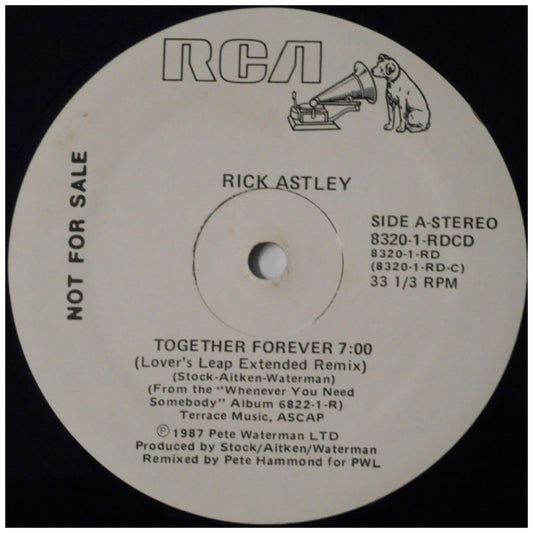 RCA
RICK ASTLEY
NOT FOR SALE
SIDE A-STEREO
8320-1-RDCD
8320-1-RD
(8320-1-RD-C)
33 1/3 RPM
TOGETHER FOREVER 7:00
(Lover's Leap Extended Remix)
(Stock-Aitken-Waterman)
(From the "Whenever You Need
Somebody" Album 6822-1-R)
Terrace Music, ASCAP
℗ 1987 Pete Waterman LTD
Produced by Stock/Aitken/Waterman
Remixed by Pete Hammond for PWL